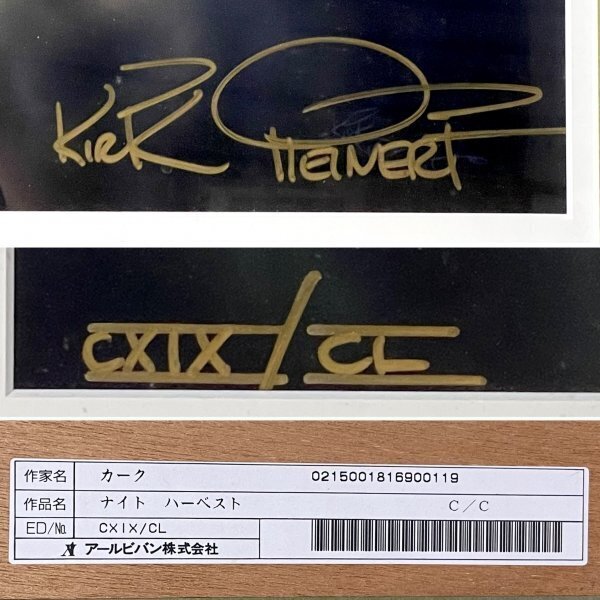 KIRK REINERT
CXIX/CL
作家名 カーク 0215001816900119
作品名 ナイト ハーベスト C/C
ED/№ CXIX/CL
アールビバン株式会社